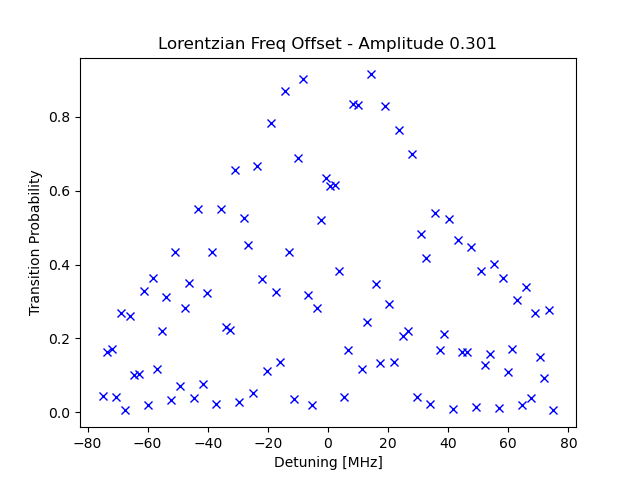 Lorentzian Freq Offset - Amplitude 0.301
Transition Probability
0.8
0.6
0.4
0.2
0.0
−80 −60 −40 −20 0 20 40 60 80
Detuning [MHz]